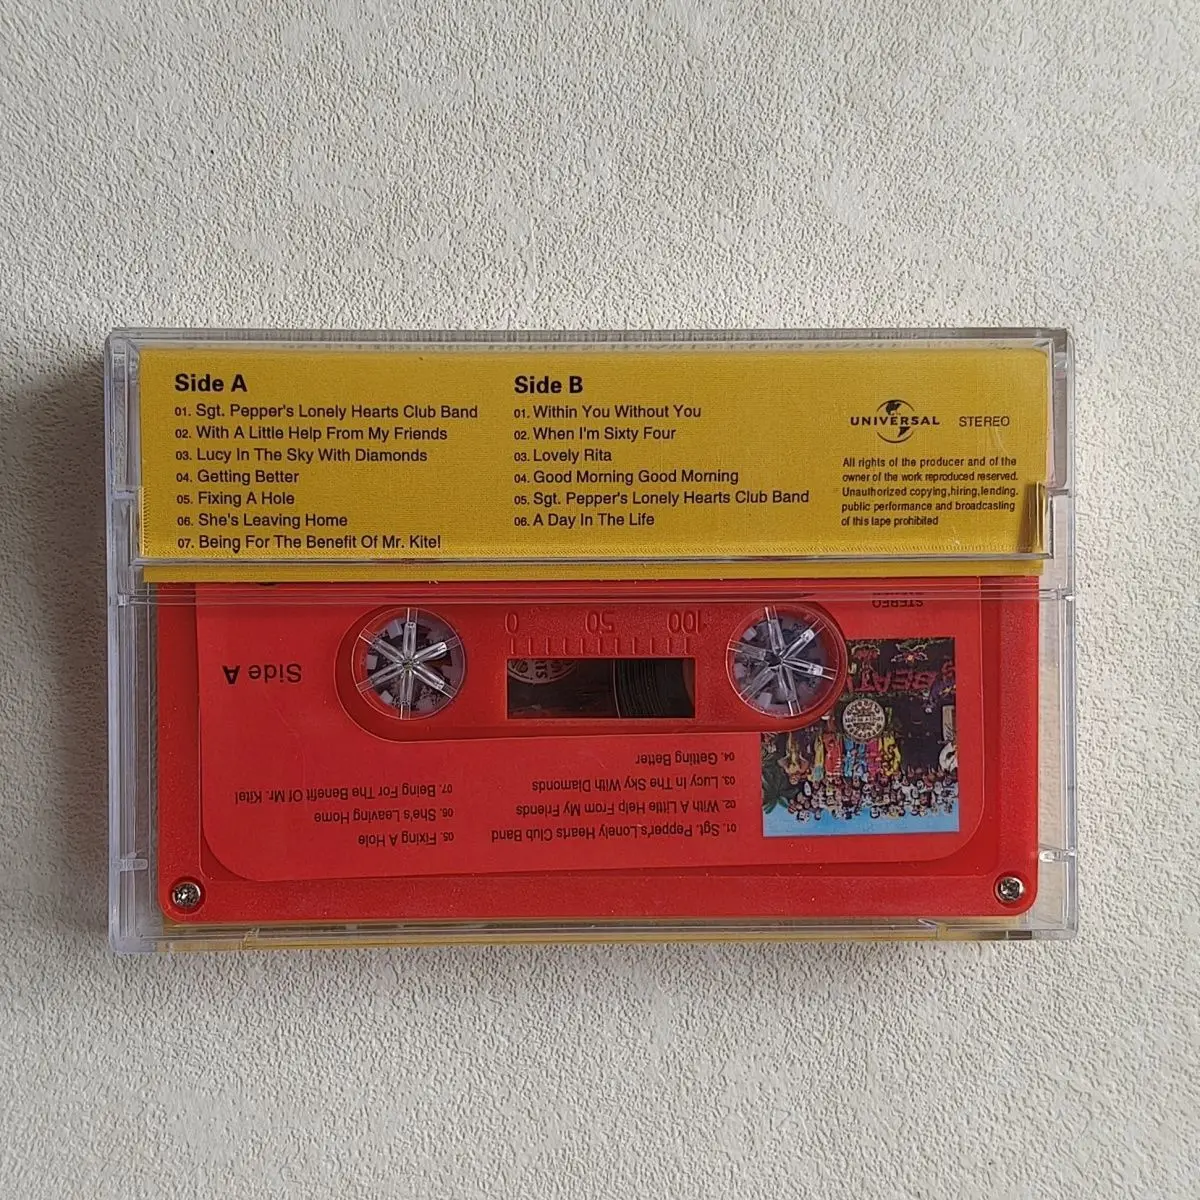 Side A
01. Sgt. Pepper's Lonely Hearts Club Band
02. With A Little Help From My Friends
03. Lucy In The Sky With Diamonds
04. Getting Better
05. Fixing A Hole
06. She's Leaving Home
07. Being For The Benefit Of Mr. Kite!
Side B
01. Within You Without You
02. When I'm Sixty Four
03. Lovely Rita
04. Good Morning Good Morning
05. Sgt. Pepper's Lonely Hearts Club Band
06. A Day In The Life
UNIVERSAL STEREO
All rights of the producer and of the
owner of the work reproduced reserved.
Unauthorized copying,hiring,lending.
public performance and broadcasting
of this tape prohibited
STEREO
100 50 0
Side A
01. Sgt. Pepper's Lonely Hearts Club Band
02. With A Little Help From My Friends
03. Lucy In The Sky With Diamonds
04. Getting Better
05. Fixing A Hole
06. She's Leaving Home
07. Being For The Benefit Of Mr. Kite!